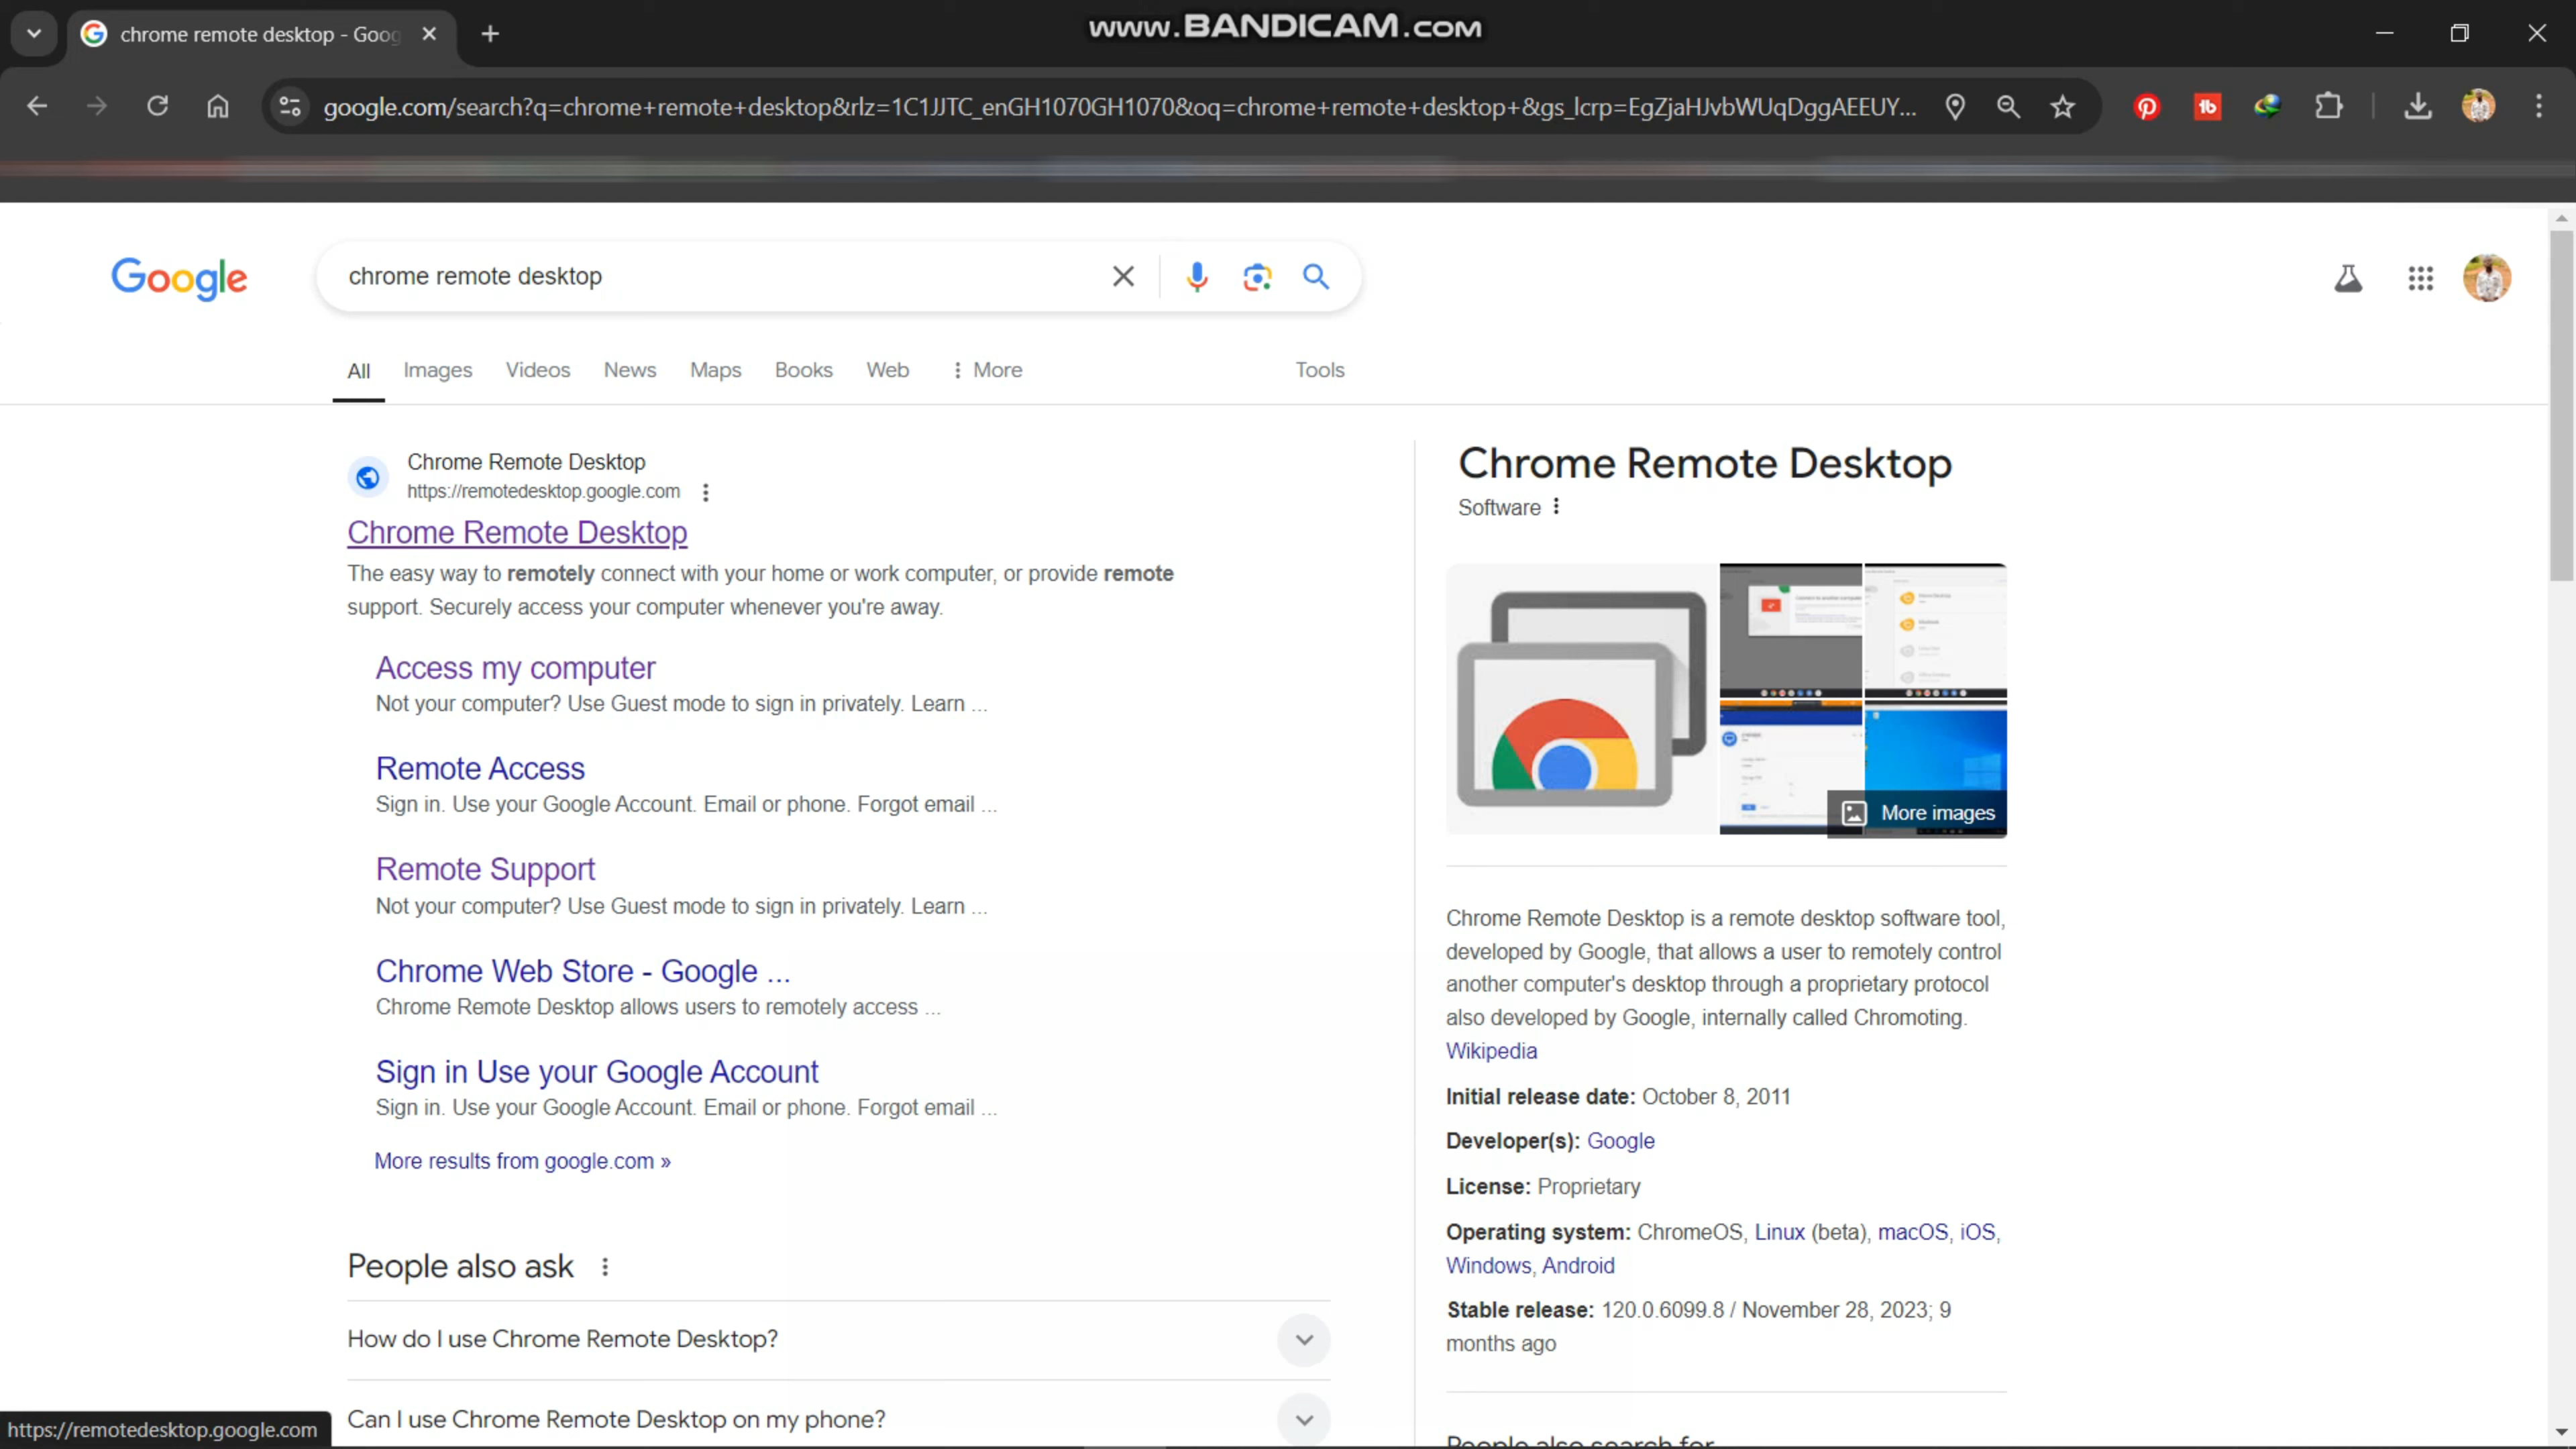 chrome remote desktop - Goog
www.BANDICAM.com
google.com/search?q=chrome+remote+desktop&rlz=1C1JJTC_enGH1070GH1070&oq=chrome+remote+desktop+&gs_lcrp=EgZjaHJvbWUqDggAEEUY...
Google
chrome remote desktop
All Images Videos News Maps Books Web More Tools
Chrome Remote Desktop
https://remotedesktop.google.com
Chrome Remote Desktop
The easy way to remotely connect with your home or work computer, or provide remote
support. Securely access your computer whenever you're away.
Access my computer
Not your computer? Use Guest mode to sign in privately. Learn ...
Remote Access
Sign in. Use your Google Account. Email or phone. Forgot email ...
Remote Support
Not your computer? Use Guest mode to sign in privately. Learn ...
Chrome Web Store - Google ...
Chrome Remote Desktop allows users to remotely access ...
Sign in Use your Google Account
Sign in. Use your Google Account. Email or phone. Forgot email ...
More results from google.com »
People also ask
How do I use Chrome Remote Desktop?
Can I use Chrome Remote Desktop on my phone?
https://remotedesktop.google.com
Chrome Remote Desktop
Software
More images
Chrome Remote Desktop is a remote desktop software tool,
developed by Google, that allows a user to remotely control
another computer's desktop through a proprietary protocol
also developed by Google, internally called Chromoting.
Wikipedia
Initial release date: October 8, 2011
Developer(s): Google
License: Proprietary
Operating system: ChromeOS, Linux (beta), macOS, iOS,
Windows, Android
Stable release: 120.0.6099.8 / November 28, 2023; 9
months ago
People also search for